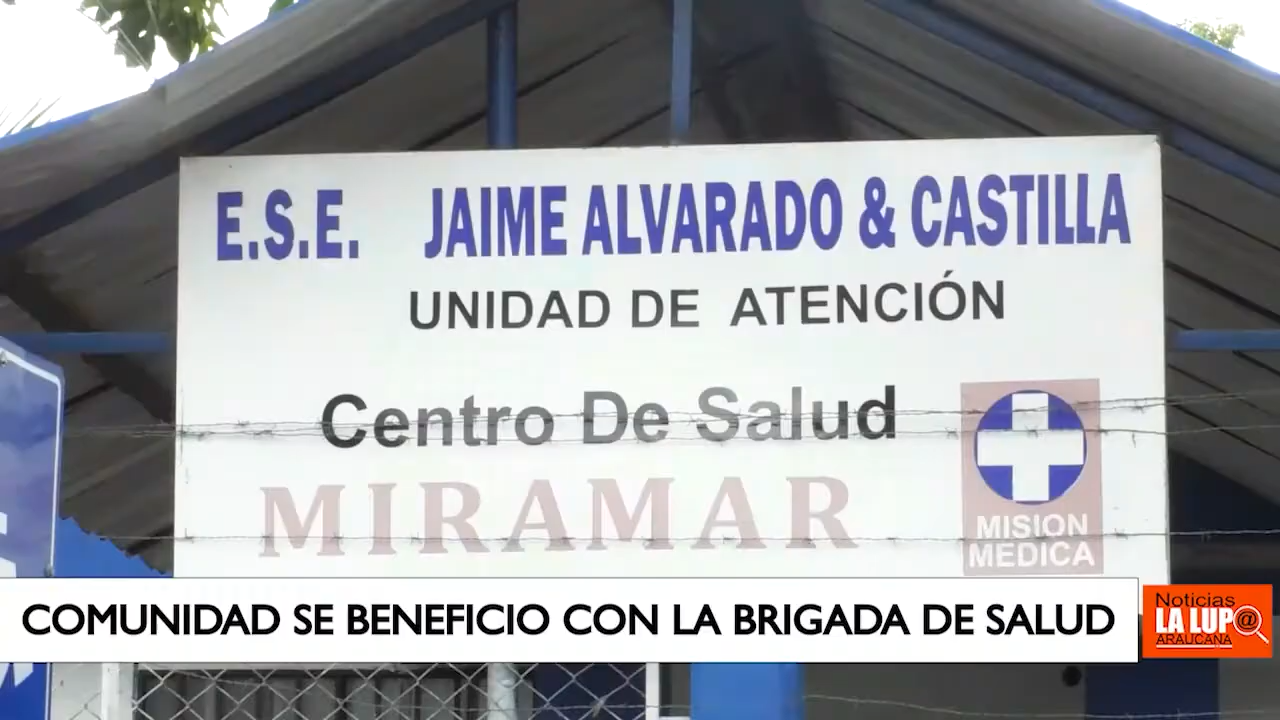 E.S.E. JAIME ALVARADO & CASTILLA
UNIDAD DE ATENCIÓN
Centro De Salud
MIRAMAR
MISION
MEDICA
COMUNIDAD SE BENEFICIO CON LA BRIGADA DE SALUD
Noticias
LA LUP@
ARAUCANA